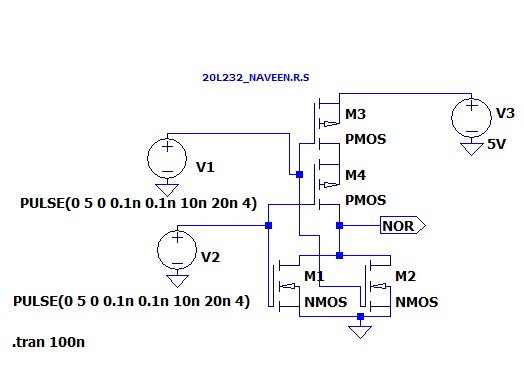 20L232_NAVEEN.R.S
M3
V3
PMOS
5V
V1
M4
PULSE(0 5 0 0.1n 0.1n 10n 20n 4)
PMOS
NOR
V2
M1
M2
PULSE(0 5 0 0.1n 0.1n 10n 20n 4)
NMOS
NMOS
.tran 100n